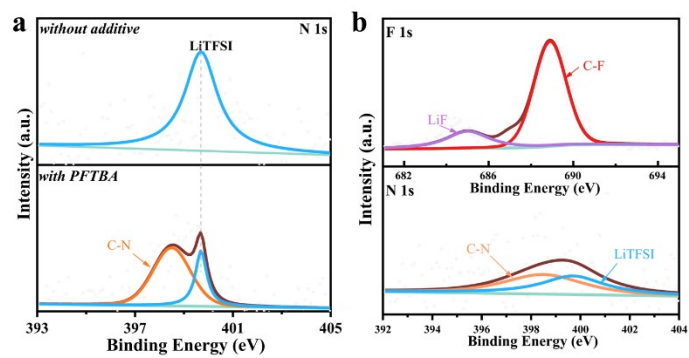 a
without additive
N 1s
LiTFSI
with PFTBA
C-N
Intensity (a.u.)
393 397 401 405
Binding Energy (eV)
b
F 1s
C-F
LiF
682 686 690 694
Binding Energy (eV)
N 1s
C-N
LiTFSI
Intensity (a.u.)
392 394 396 398 400 402 404
Binding Energy (eV)